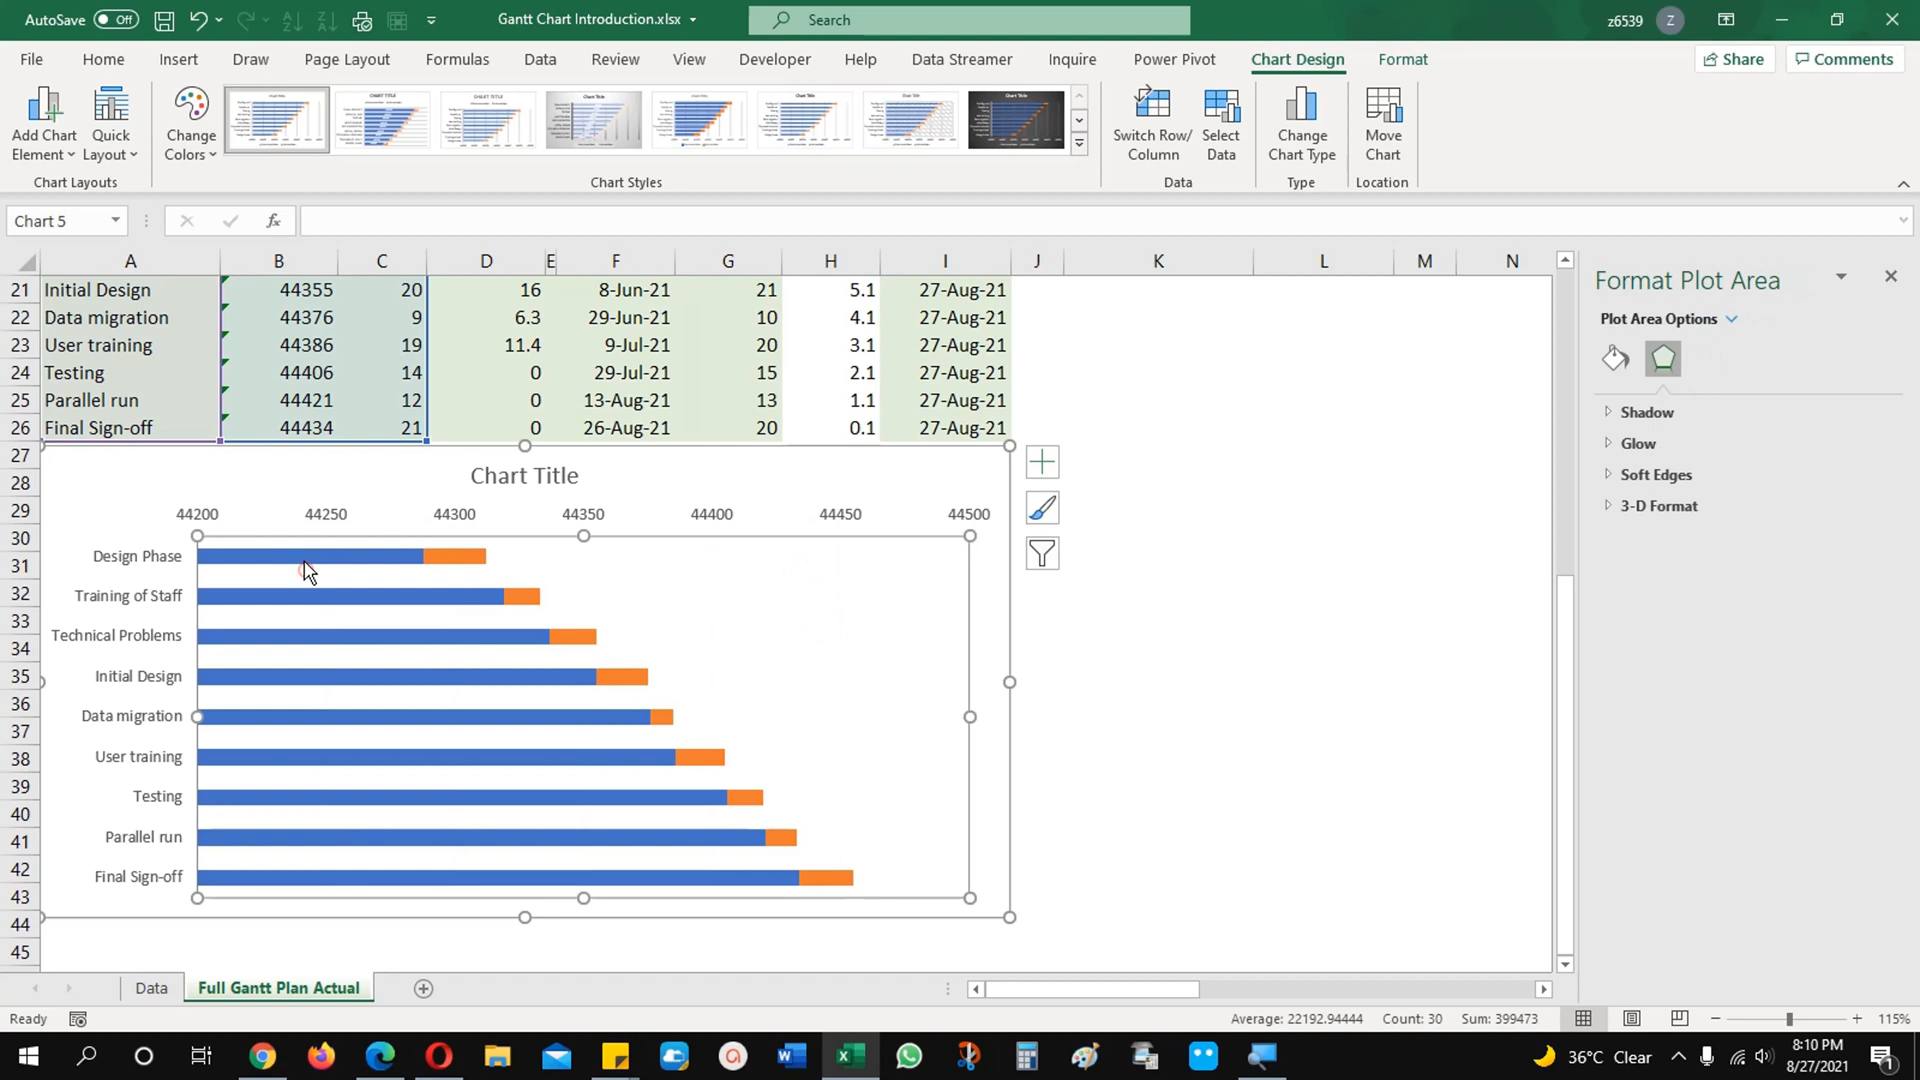 AutoSave Off Gantt Chart Introduction.xlsx Search z6539 Z
File Home Insert Draw Page Layout Formulas Data Review View Developer Help Inquire Data Streamer Power Pivot Chart Design Format Share Comments
Add Chart Element Quick Layout Change Colors Switch Row/Column Select Data Change Chart Type Move Chart
Chart Layouts Chart Styles Data Type Location
Chart 5 fx
A B C D E F G H I J K L M N
21 Initial Design 44355 20 16 8-Jun-21 21 5.1 27-Aug-21
22 Data migration 44376 9 6.3 29-Jun-21 10 4.1 27-Aug-21
23 User training 44386 19 11.4 9-Jul-21 20 3.1 27-Aug-21
24 Testing 44406 14 0 29-Jul-21 15 2.1 27-Aug-21
25 Parallel run 44421 12 0 13-Aug-21 13 1.1 27-Aug-21
26 Final Sign-off 44434 21 0 26-Aug-21 20 0.1 27-Aug-21
27
28 Chart Title
29 44200 44250 44300 44350 44400 44450 44500
30
31 Design Phase
32 Training of Staff
33
34 Technical Problems
35 Initial Design
36 Data migration
37
38 User training
39 Testing
40
41 Parallel run
42 Final Sign-off
43
44
45
Format Plot Area
Plot Area Options
Shadow
Glow
Soft Edges
3-D Format
Data Full Gantt Plan Actual
Ready Average: 22192.94444 Count: 30 Sum: 399473 115%
36°C Clear 8:10 PM
8/27/2021 1